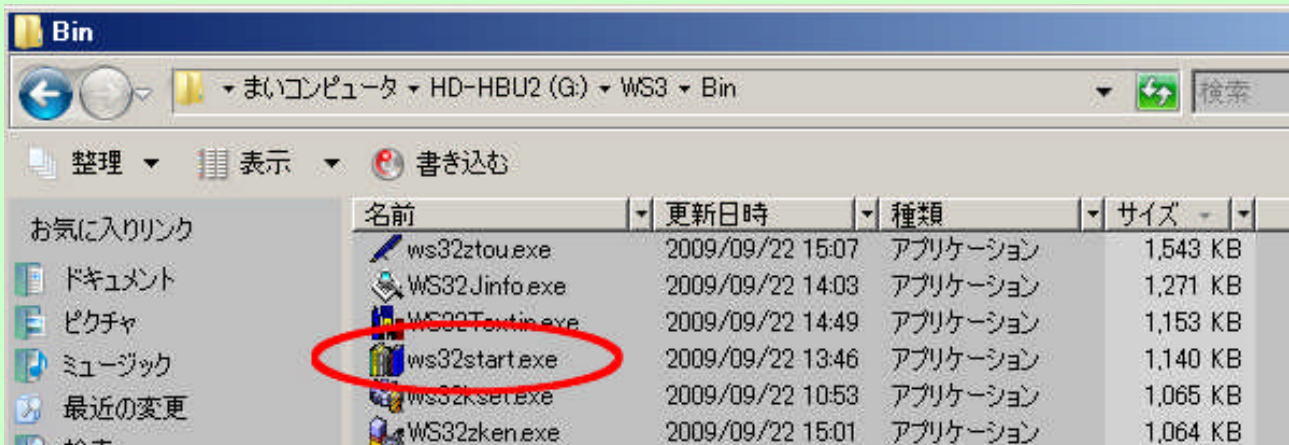 Bin
まいコンピュータ HD-HBU2 (G:) WS3 Bin
検索
整理 表示 書き込む
お気に入りリンク
ドキュメント
ピクチャ
ミュージック
最近の変更
検索
名前 更新日時 種類 サイズ
ws32ztou.exe 2009/09/22 15:07 アプリケーション 1,543 KB
WS32Jinfo.exe 2009/09/22 14:03 アプリケーション 1,271 KB
WS32Textin.exe 2009/09/22 14:49 アプリケーション 1,153 KB
ws32start.exe 2009/09/22 13:46 アプリケーション 1,140 KB
ws32kset.exe 2009/09/22 10:53 アプリケーション 1,065 KB
WS32zken.exe 2009/09/22 15:01 アプリケーション 1,064 KB